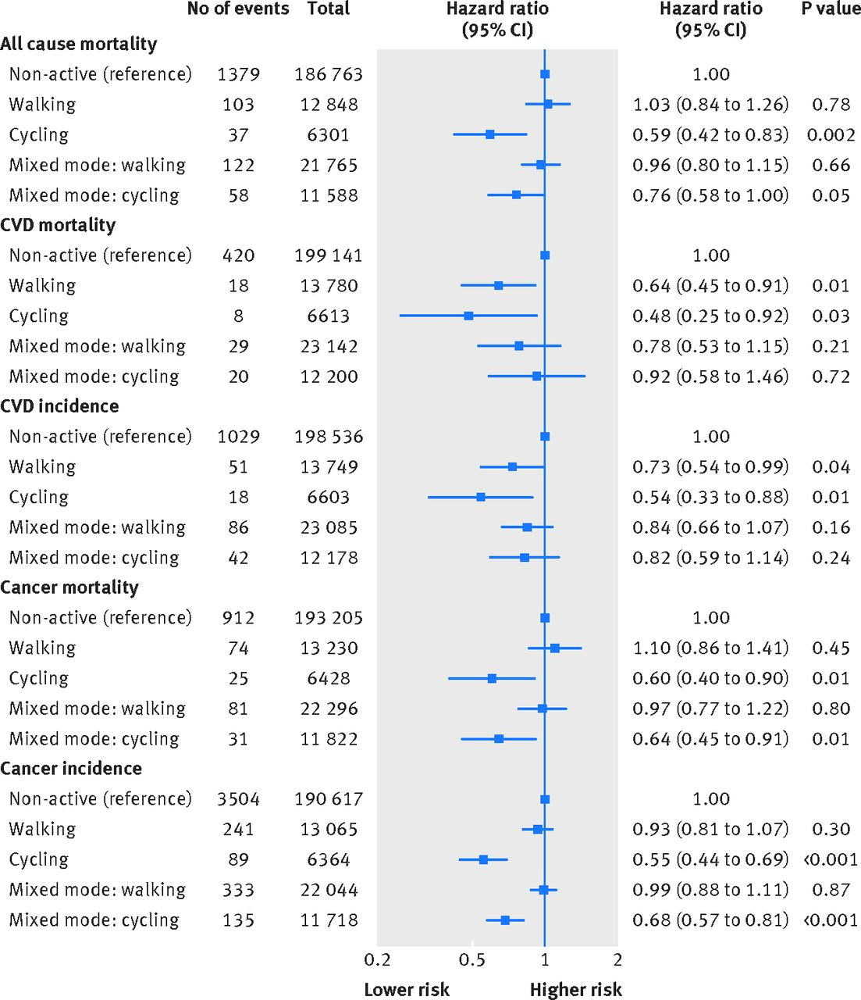 No of events Total Hazard ratio (95% CI) Hazard ratio (95% CI) P value
All cause mortality
Non-active (reference) 1379 186 763 1.00
Walking 103 12 848 1.03 (0.84 to 1.26) 0.78
Cycling 37 6301 0.59 (0.42 to 0.83) 0.002
Mixed mode: walking 122 21 765 0.96 (0.80 to 1.15) 0.66
Mixed mode: cycling 58 11 588 0.76 (0.58 to 1.00) 0.05
CVD mortality
Non-active (reference) 420 199 141 1.00
Walking 18 13 780 0.64 (0.45 to 0.91) 0.01
Cycling 8 6613 0.48 (0.25 to 0.92) 0.03
Mixed mode: walking 29 23 142 0.78 (0.53 to 1.15) 0.21
Mixed mode: cycling 20 12 200 0.92 (0.58 to 1.46) 0.72
CVD incidence
Non-active (reference) 1029 198 536 1.00
Walking 51 13 749 0.73 (0.54 to 0.99) 0.04
Cycling 18 6603 0.54 (0.33 to 0.88) 0.01
Mixed mode: walking 86 23 085 0.84 (0.66 to 1.07) 0.16
Mixed mode: cycling 42 12 178 0.82 (0.59 to 1.14) 0.24
Cancer mortality
Non-active (reference) 912 193 205 1.00
Walking 74 13 230 1.10 (0.86 to 1.41) 0.45
Cycling 25 6428 0.60 (0.40 to 0.90) 0.01
Mixed mode: walking 81 22 296 0.97 (0.77 to 1.22) 0.80
Mixed mode: cycling 31 11 822 0.64 (0.45 to 0.91) 0.01
Cancer incidence
Non-active (reference) 3504 190 617 1.00
Walking 241 13 065 0.93 (0.81 to 1.07) 0.30
Cycling 89 6364 0.55 (0.44 to 0.69) <0.001
Mixed mode: walking 333 22 044 0.99 (0.88 to 1.11) 0.87
Mixed mode: cycling 135 11 718 0.68 (0.57 to 0.81) <0.001
0.2 0.5 1 2
Lower risk Higher risk